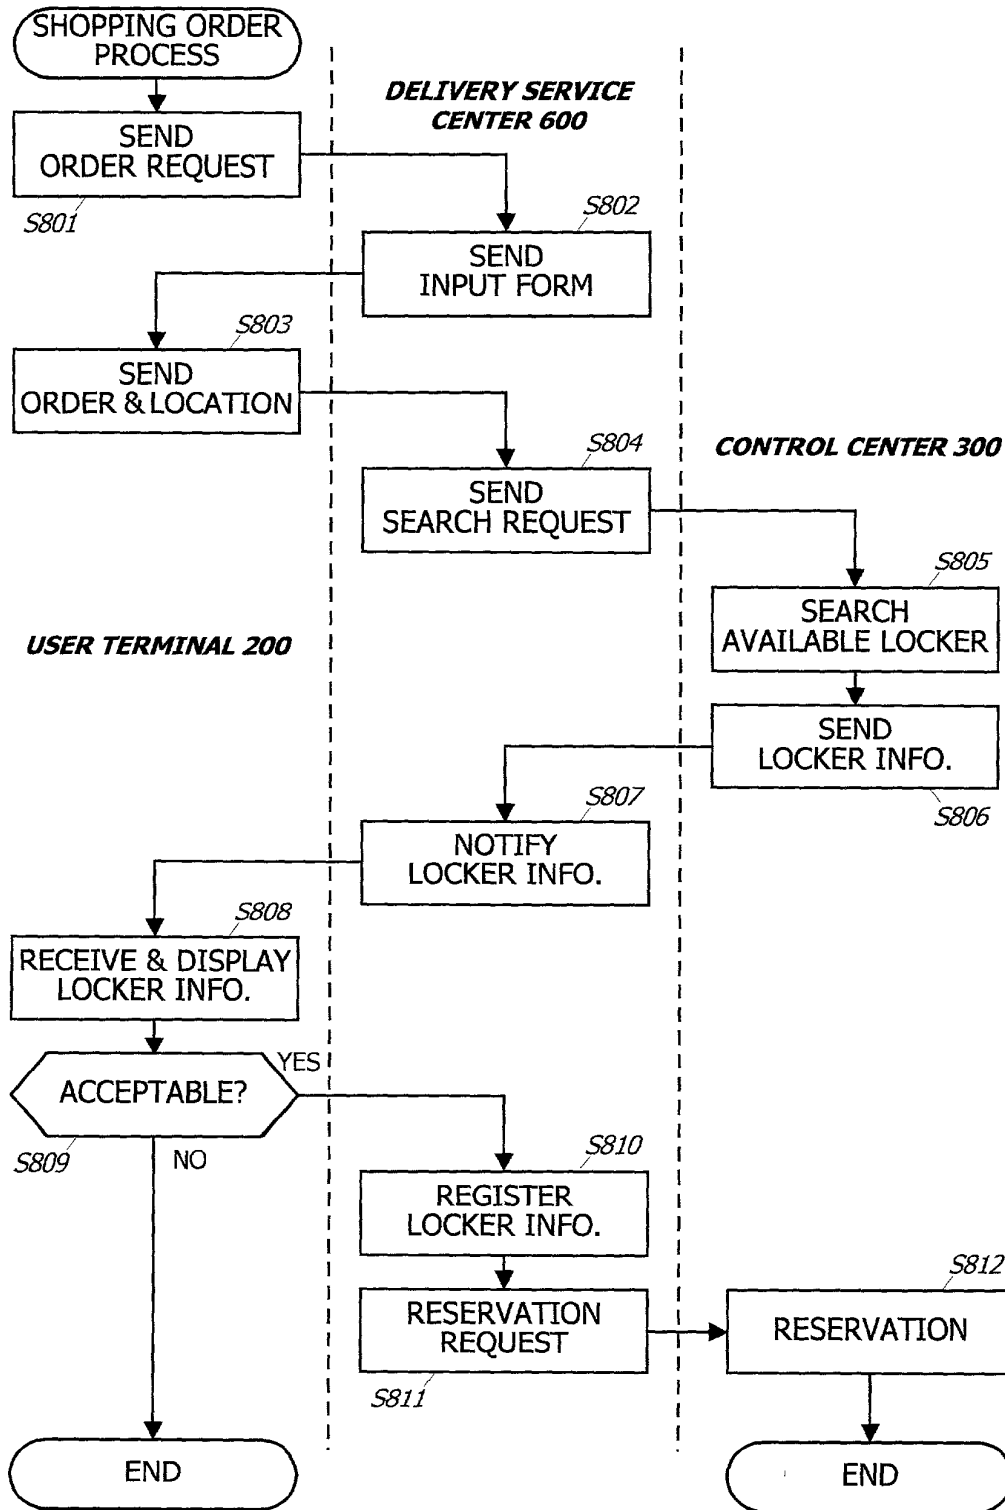 SHOPPING ORDER
PROCESS
DELIVERY SERVICE
CENTER 600
SEND
ORDER REQUEST
S801
S802
SEND
INPUT FORM
S803
SEND
ORDER & LOCATION
S804
CONTROL CENTER 300
SEND
SEARCH REQUEST
S805
SEARCH
AVAILABLE LOCKER
USER TERMINAL 200
SEND
LOCKER INFO.
S806
S807
NOTIFY
LOCKER INFO.
S808
RECEIVE & DISPLAY
LOCKER INFO.
YES
ACCEPTABLE?
S809
NO
S810
REGISTER
LOCKER INFO.
S812
RESERVATION
REQUEST
RESERVATION
S811
END
END